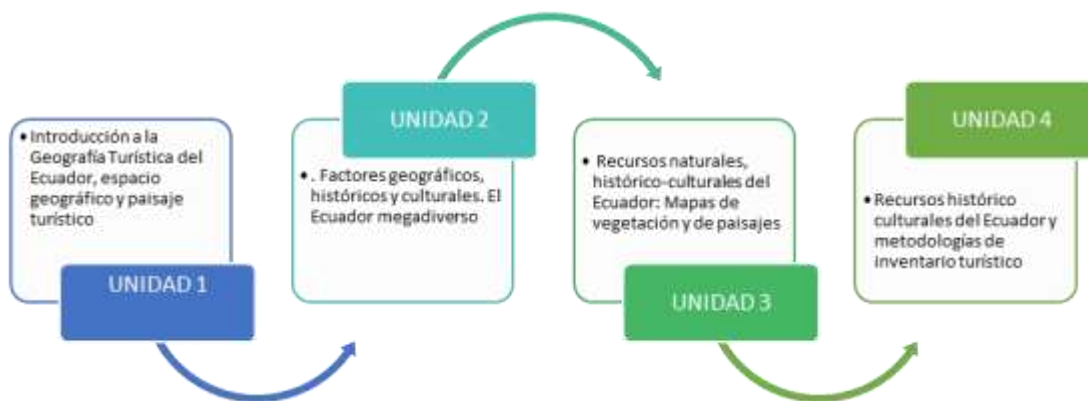 • Introducción a la
Geografía Turística del
Ecuador, espacio
geográfico y paisaje
turístico
UNIDAD 1
UNIDAD 2
• . Factores geográficos,
históricos y culturales. El
Ecuador megadiverso
• Recursos naturales,
histórico-culturales del
Ecuador: Mapas de
vegetación y de paisajes
UNIDAD 3
UNIDAD 4
• Recursos histórico
culturales del Ecuador y
metodologías de
inventario turístico